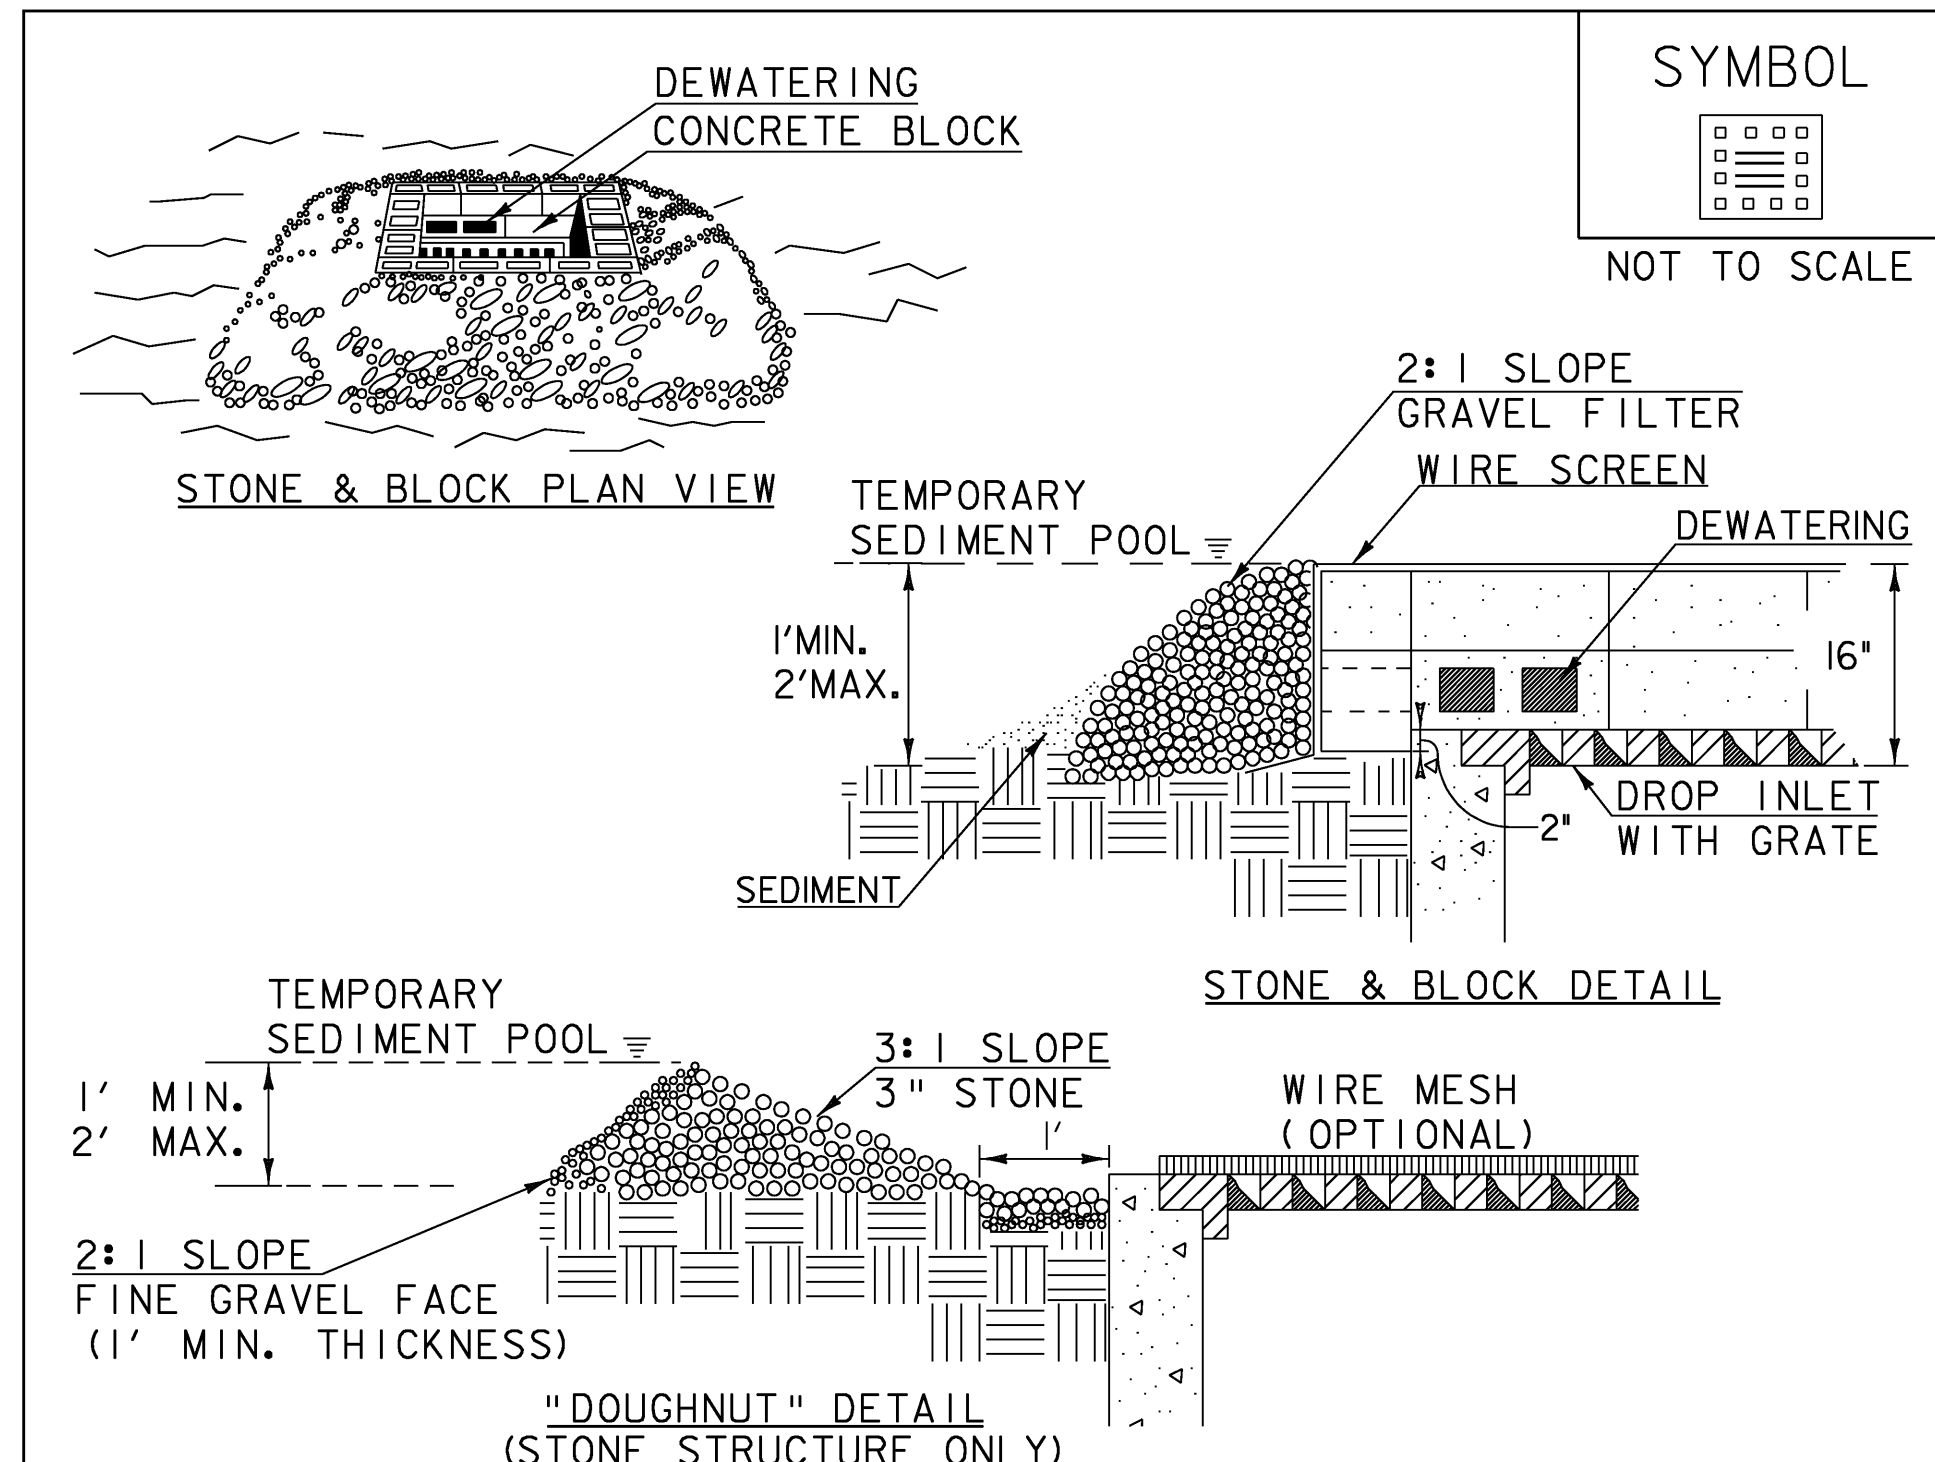 DEWATERING
CONCRETE BLOCK
SYMBOL
NOT TO SCALE
STONE & BLOCK PLAN VIEW
2:1 SLOPE
GRAVEL FILTER
WIRE SCREEN
DEWATERING
TEMPORARY
SEDIMENT POOL
1'MIN.
2'MAX.
16"
DROP INLET
WITH GRATE
2"
SEDIMENT
STONE & BLOCK DETAIL
TEMPORARY
SEDIMENT POOL
1' MIN.
2' MAX.
3:1 SLOPE
3" STONE
1'
WIRE MESH
(OPTIONAL)
2:1 SLOPE
FINE GRAVEL FACE
(1' MIN. THICKNESS)
"DOUGHNUT" DETAIL
(STONE STRUCTURE ONLY)